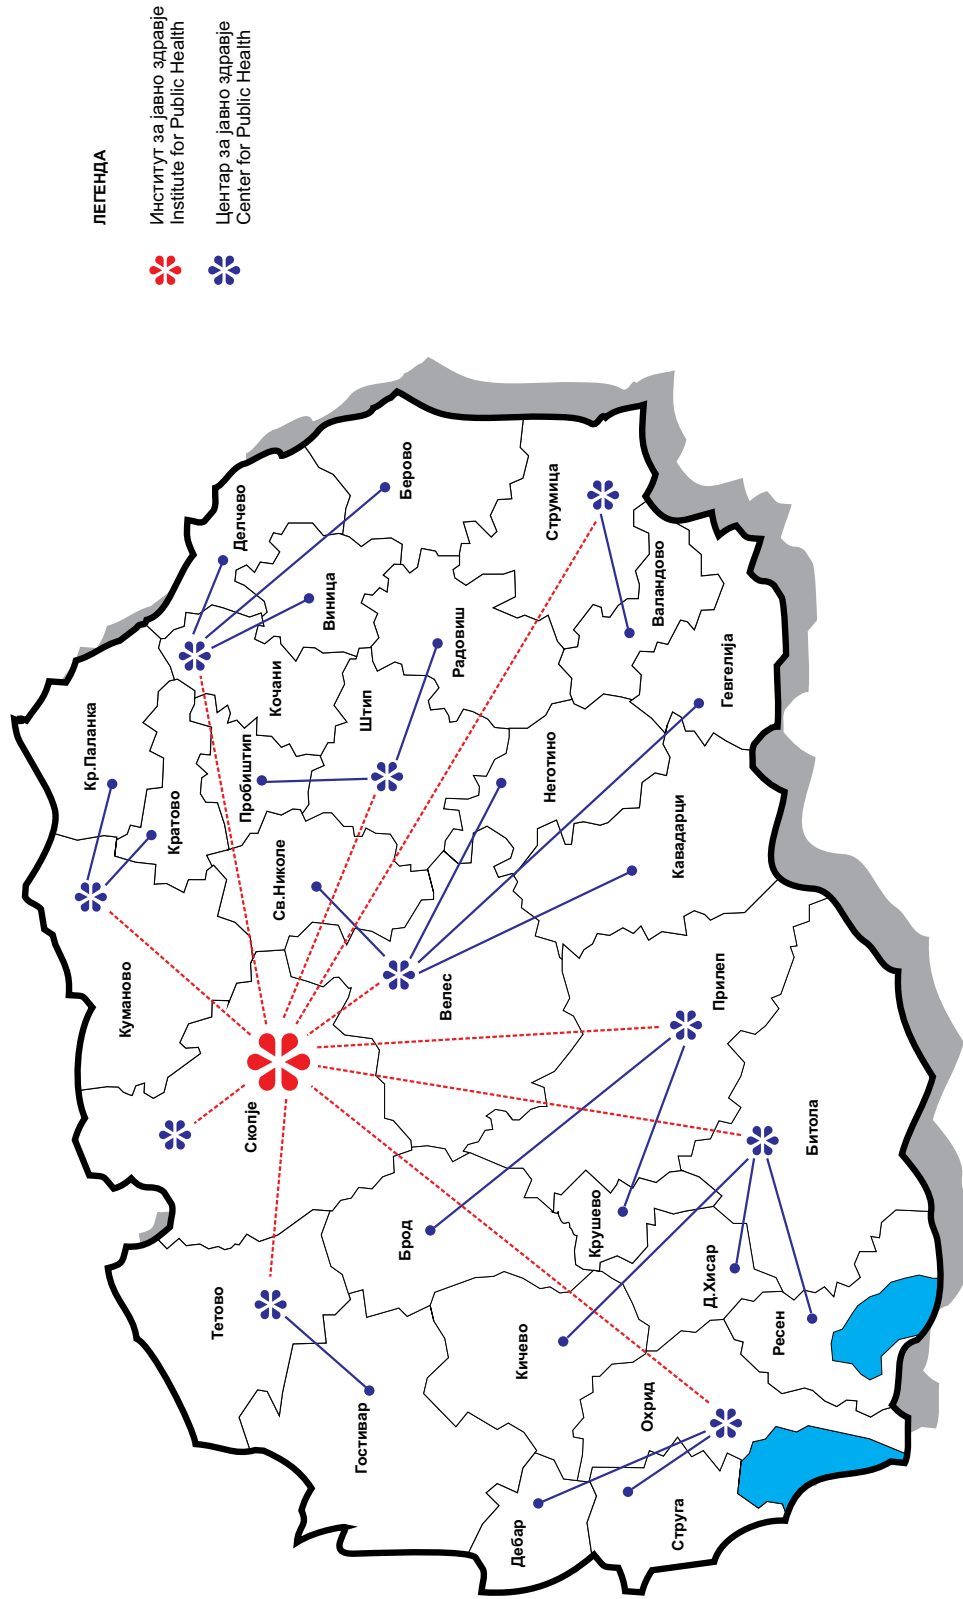 ЛЕГЕНДА
Институт за јавно здравје
Institute for Public Health
Центар за јавно здравје
Center for Public Health
Кр.Паланка
Куманово
Кратово
Делчево
Пробиштип
Кочани
Виница
Св.Николе
Берово
Скопје
Тетово
Штип
Гостивар
Брод
Велес
Радовиш
Кичево
Дебар
Неготино
Струмица
Крушево
Охрид
Валандово
Струга
Кавадарци
Прилеп
Д.Хисар
Гевгелија
Ресен
Битола